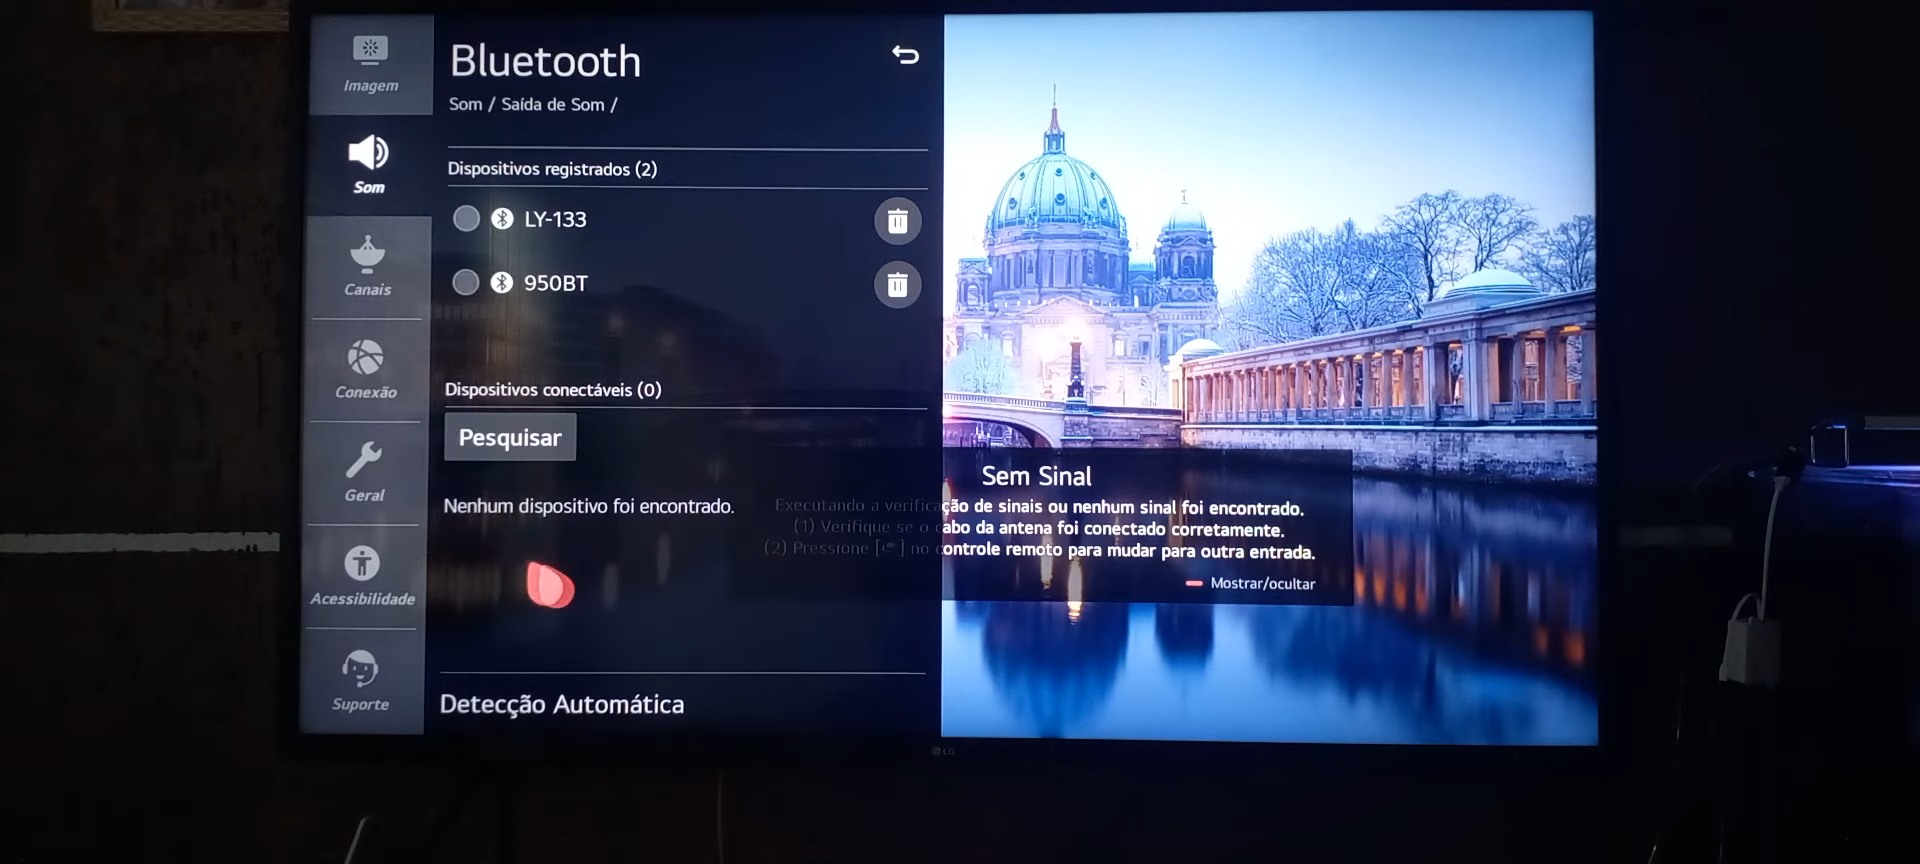 Imagem
Som
Canais
Conexão
Geral
Acessibilidade
Suporte
Bluetooth
Som / Saída de Som /
Dispositivos registrados (2)
LY-133
950BT
Dispositivos conectáveis (0)
Pesquisar
Nenhum dispositivo foi encontrado.
Detecção Automática
Sem Sinal
Executando a verificação de sinais ou nenhum sinal foi encontrado.
(1) Verifique se o cabo da antena foi conectado corretamente.
(2) Pressione [ ] no controle remoto para mudar para outra entrada.
Mostrar/ocultar
LG